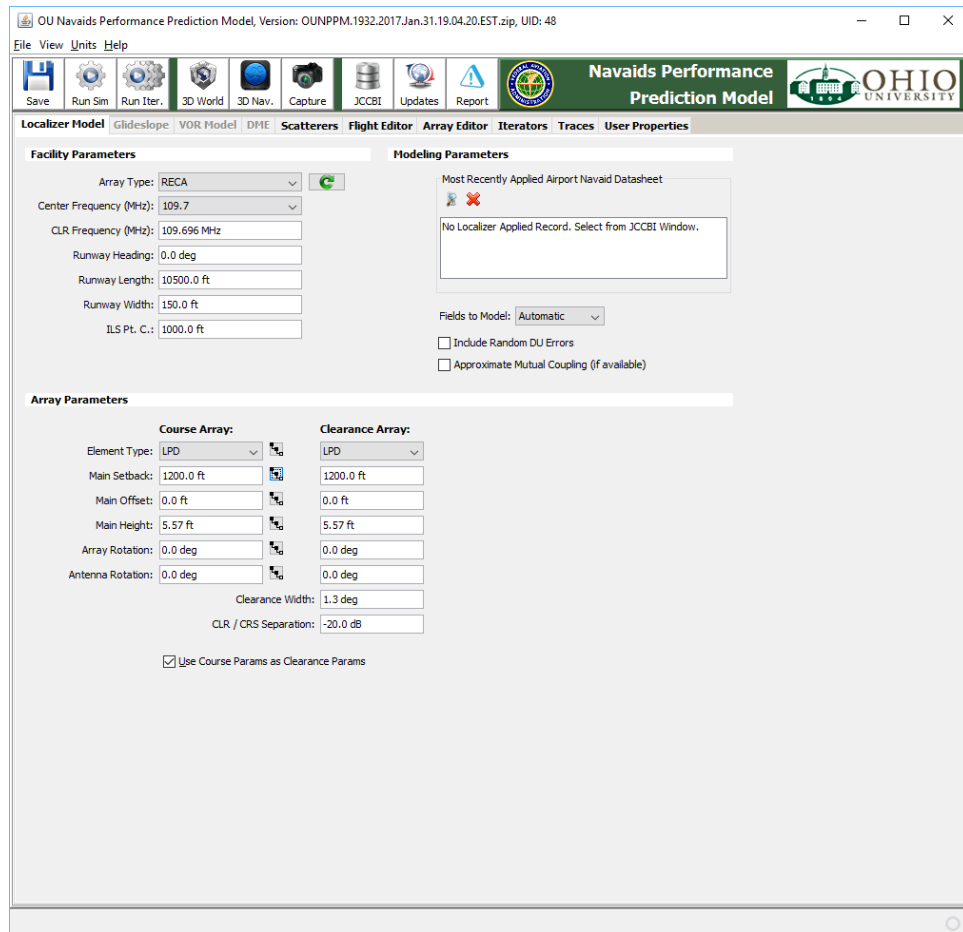 OU Navaids Performance Prediction Model, Version: OUNPPM.1932.2017.Jan.31.19.04.20.EST.zip, UID: 48
File View Units Help
Save Run Sim Run Iter. 3D World 3D Nav. Capture JCCBI Updates Report
FEDERAL AVIATION ADMINISTRATION
Navaids Performance
Prediction Model
1804
OHIO
UNIVERSITY
Localizer Model Glideslope VOR Model DME Scatterers Flight Editor Array Editor Iterators Traces User Properties
Facility Parameters
Array Type: RECA
Center Frequency (MHz): 109.7
CLR Frequency (MHz): 109.696 MHz
Runway Heading: 0.0 deg
Runway Length: 10500.0 ft
Runway Width: 150.0 ft
ILS Pt. C.: 1000.0 ft
Modeling Parameters
Most Recently Applied Airport Navaid Datasheet
No Localizer Applied Record. Select from JCCBI Window.
Fields to Model: Automatic
Include Random DU Errors
Approximate Mutual Coupling (if available)
Array Parameters
Course Array: Clearance Array:
Element Type: LPD LPD
Main Setback: 1200.0 ft 1200.0 ft
Main Offset: 0.0 ft 0.0 ft
Main Height: 5.57 ft 5.57 ft
Array Rotation: 0.0 deg 0.0 deg
Antenna Rotation: 0.0 deg 0.0 deg
Clearance Width: 1.3 deg
CLR / CRS Separation: -20.0 dB
Use Course Params as Clearance Params